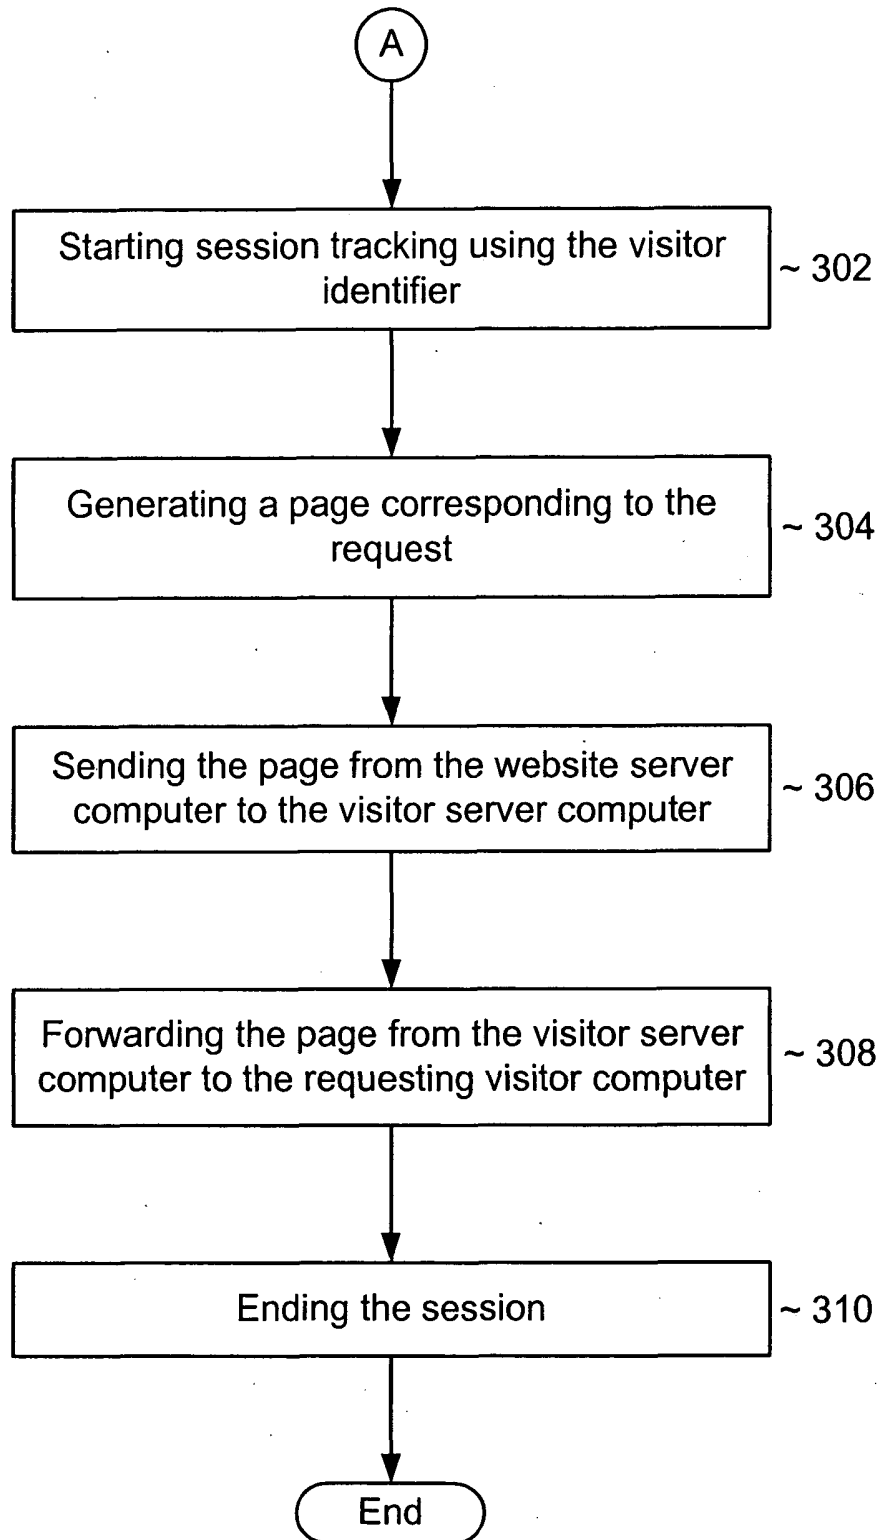 A
Starting session tracking using the visitor
identifier
~ 302
Generating a page corresponding to the
request
~ 304
Sending the page from the website server
computer to the visitor server computer
~ 306
Forwarding the page from the visitor server
computer to the requesting visitor computer
~ 308
Ending the session
~ 310
End